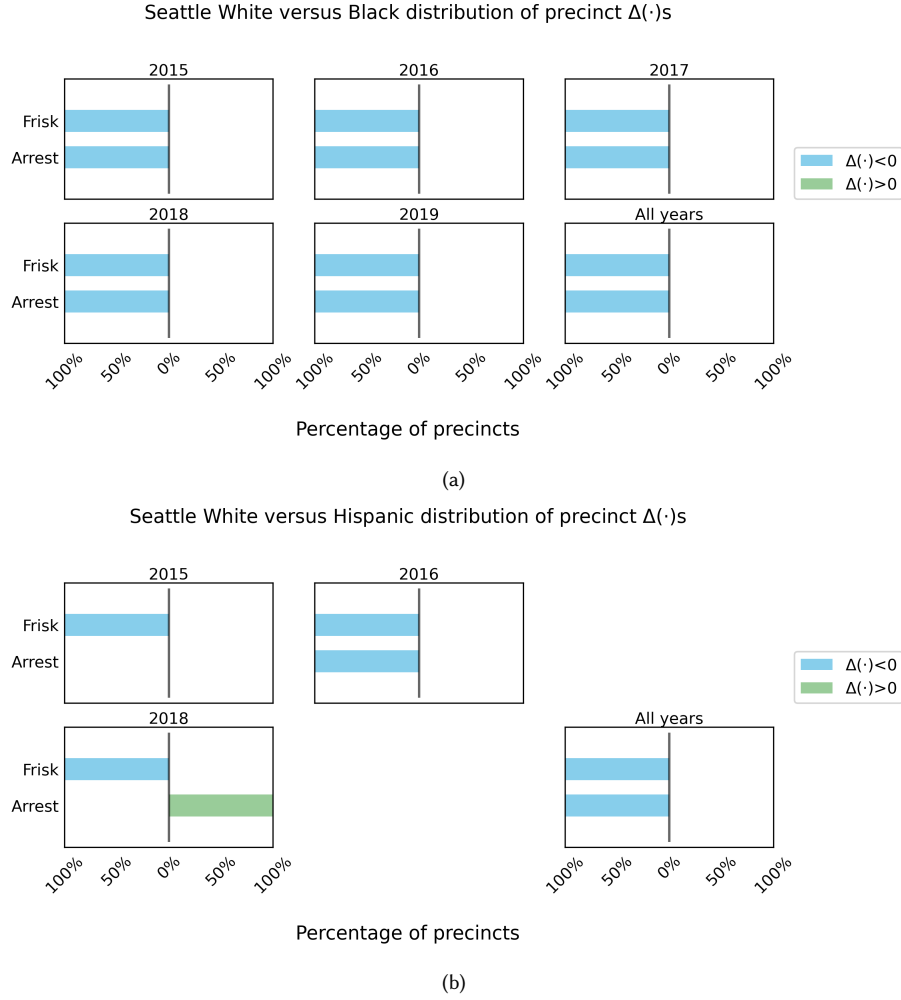 Seattle White versus Black distribution of precinct Δ(·)s
2015 2016 2017
Frisk
Arrest
Δ(·)<0
Δ(·)>0
2018 2019 All years
Frisk
Arrest
100% 50% 0% 50% 100% 100% 50% 0% 50% 100% 100% 50% 0% 50% 100%
Percentage of precincts
(a)
Seattle White versus Hispanic distribution of precinct Δ(·)s
2015 2016
Frisk
Arrest
Δ(·)<0
Δ(·)>0
2018 All years
Frisk
Arrest
100% 50% 0% 50% 100% 100% 50% 0% 50% 100%
Percentage of precincts
(b)